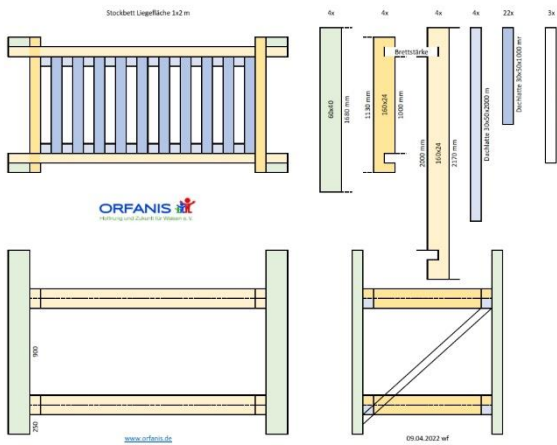 Stockbett Liegefläche 1x2 m
4x 4x 4x 4x 22x 3x
Brettstärke
60x40
1680 mm
1130 mm
160x24
1000 mm
2000 mm
160x24
2170 mm
Dachlatte 30x50x2000 m
Dachlatte 30x50x1000 mr
ORFANIS
Hoffnung und Zukunft für Waisen e. V.
900
250
www.orfanis.de
09.04.2022 wf